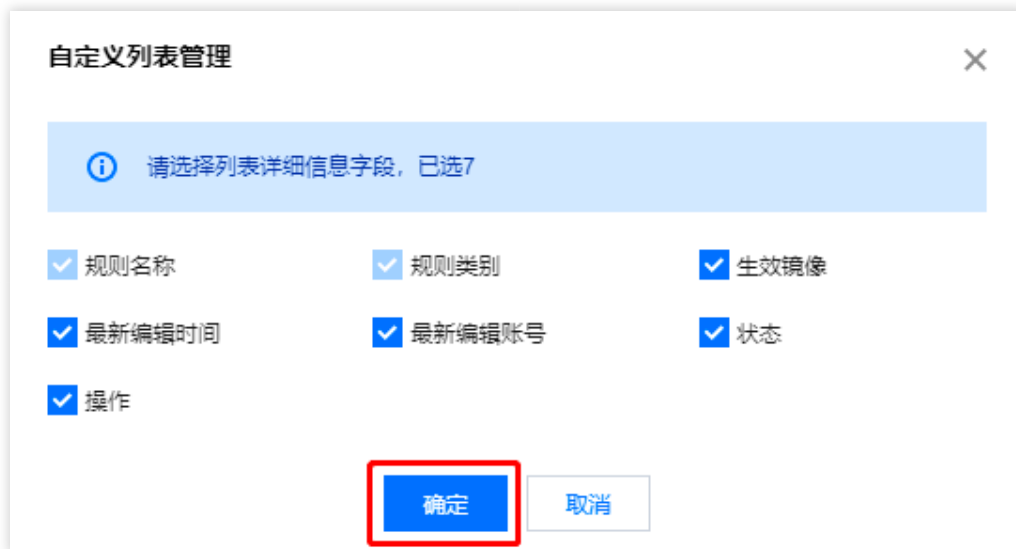 自定义列表管理
请选择列表详细信息字段，已选7
规则名称 规则类别 生效镜像
最新编辑时间 最新编辑账号 状态
操作
确定 取消